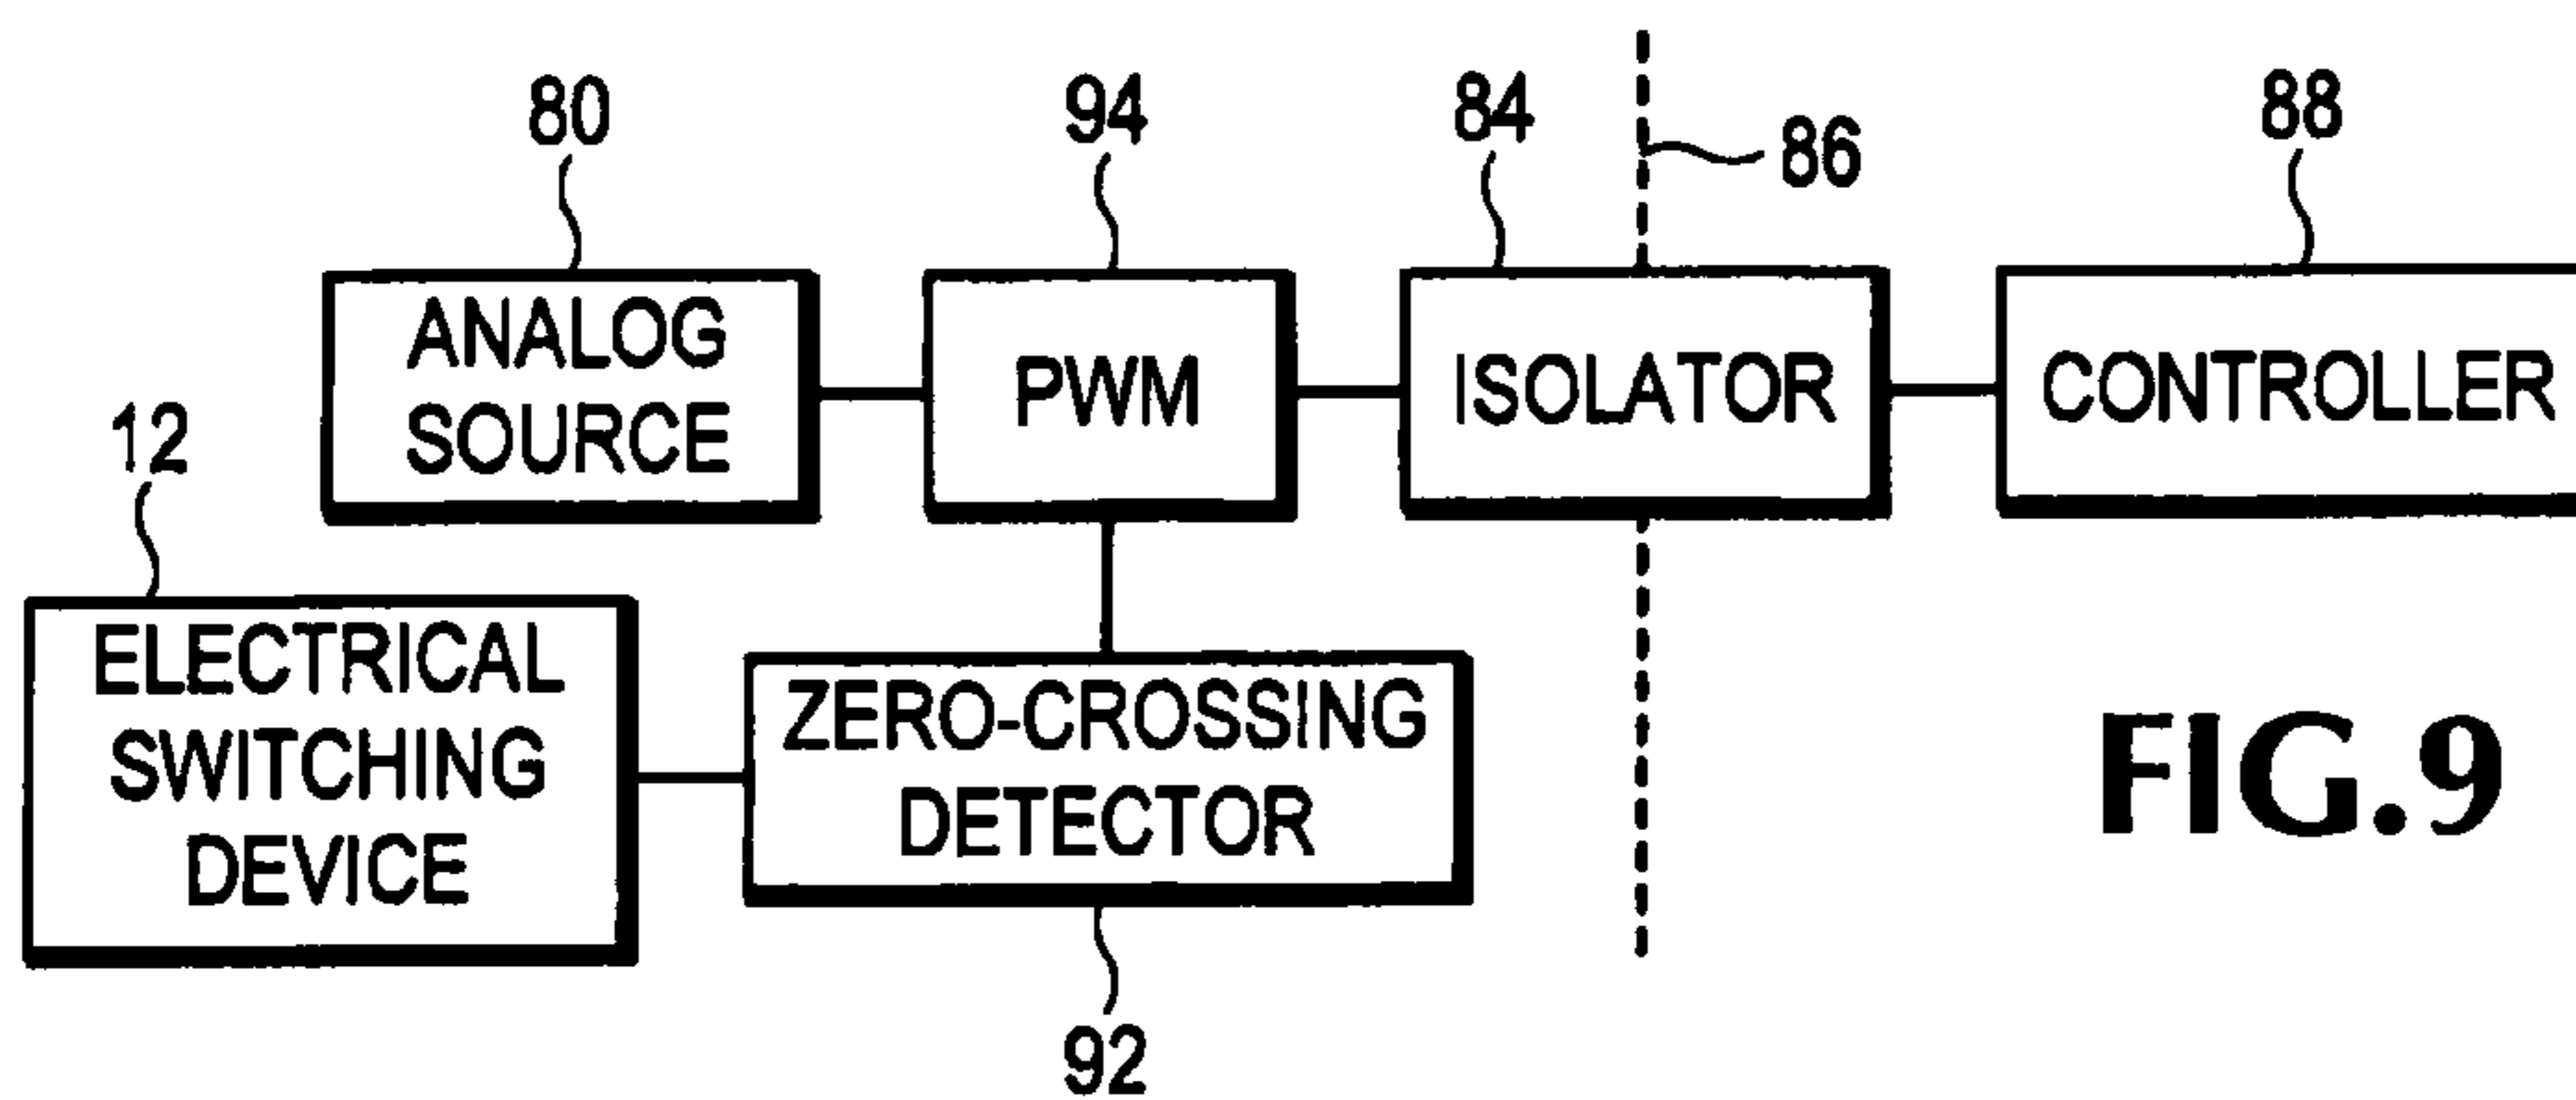 80
94
84
86
88
ANALOG
SOURCE
PWM
ISOLATOR
CONTROLLER
12
ELECTRICAL
SWITCHING
DEVICE
ZERO-CROSSING
DETECTOR
92
FIG.9